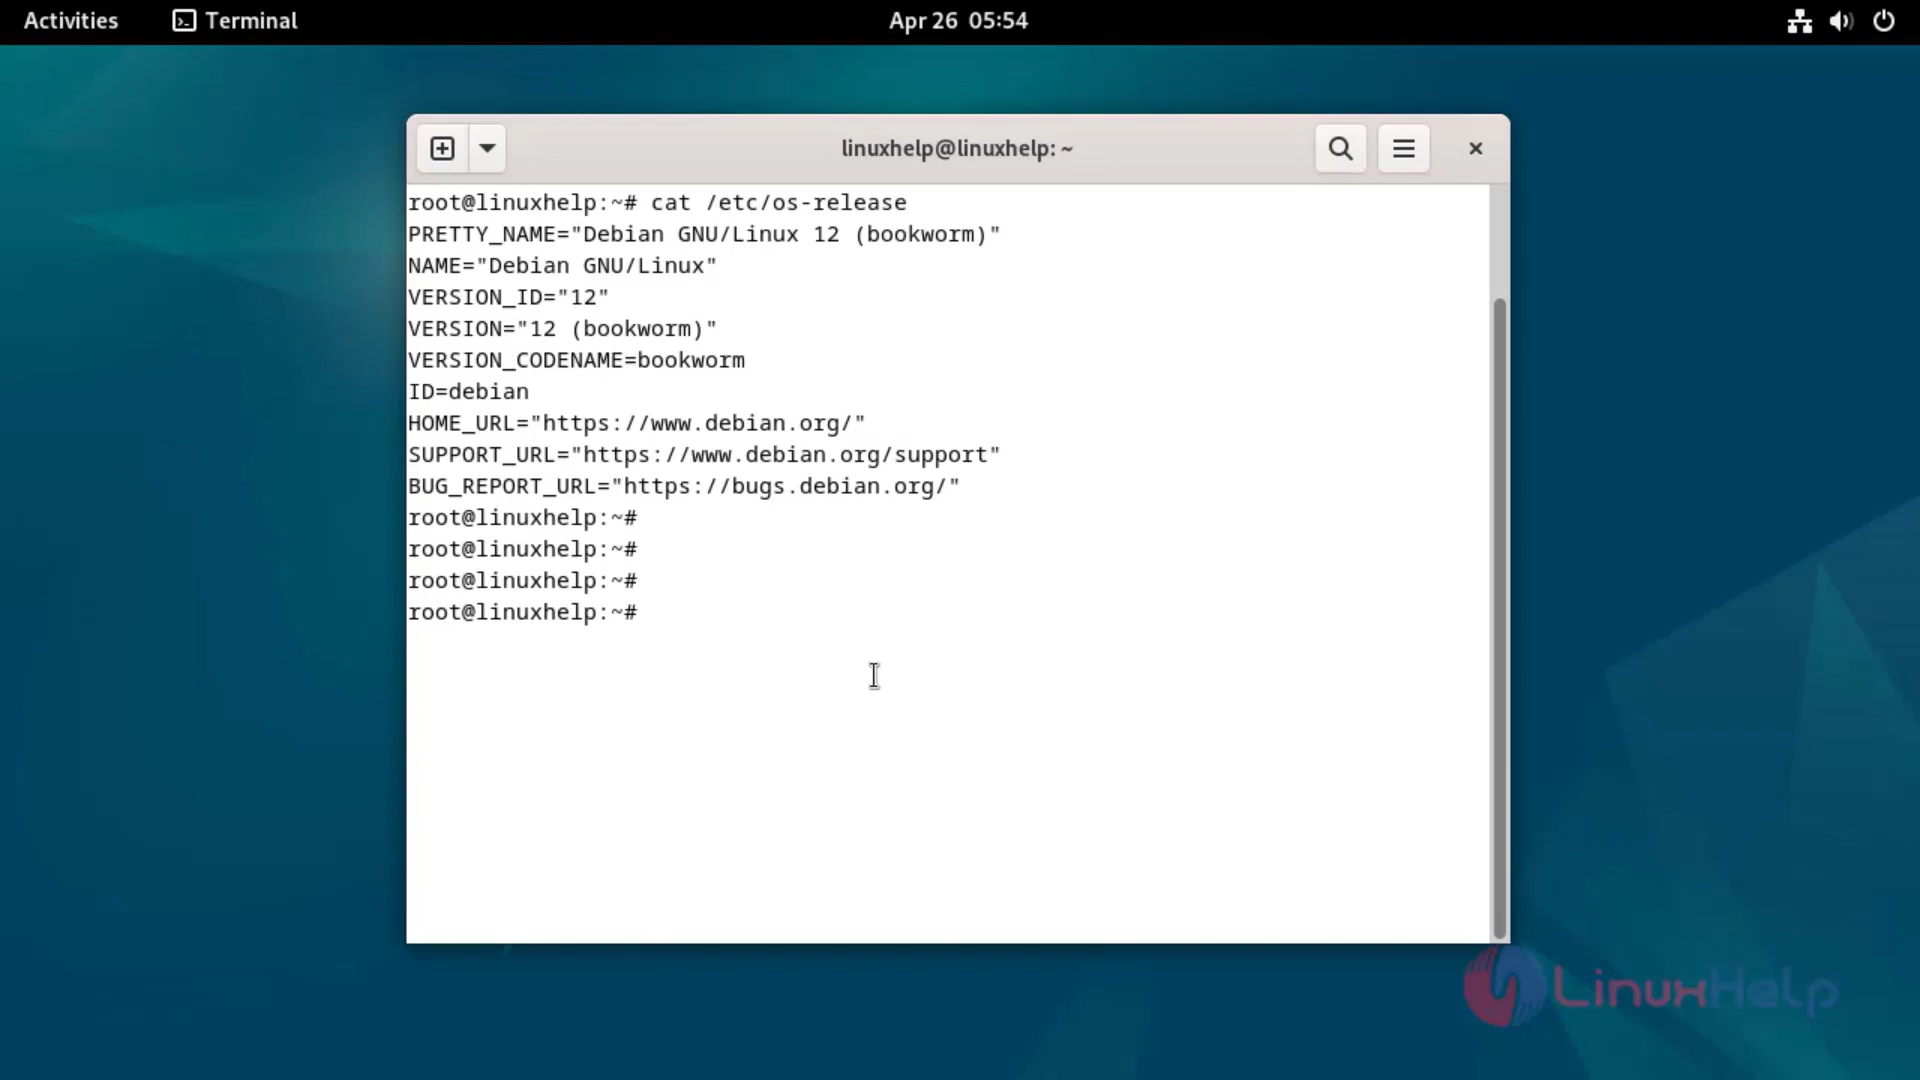 Activities Terminal Apr 26 05:54
linuxhelp@linuxhelp: ~
root@linuxhelp:~# cat /etc/os-release
PRETTY_NAME="Debian GNU/Linux 12 (bookworm)"
NAME="Debian GNU/Linux"
VERSION_ID="12"
VERSION="12 (bookworm)"
VERSION_CODENAME=bookworm
ID=debian
HOME_URL="https://www.debian.org/"
SUPPORT_URL="https://www.debian.org/support"
BUG_REPORT_URL="https://bugs.debian.org/"
root@linuxhelp:~#
root@linuxhelp:~#
root@linuxhelp:~#
root@linuxhelp:~#
LinuxHelp